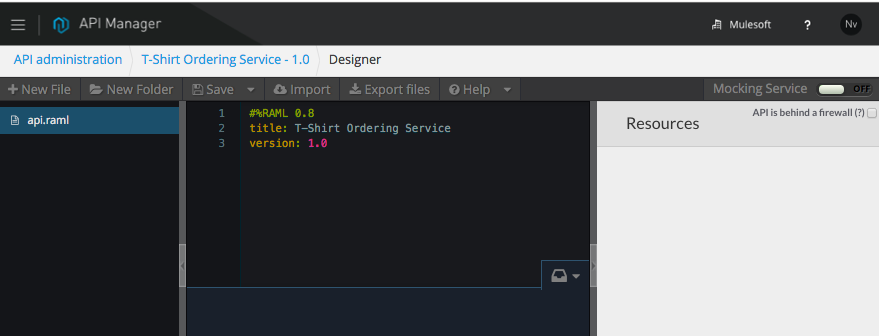 API Manager
Mulesoft
?
Nv
API administration
T-Shirt Ordering Service - 1.0
Designer
+ New File
New Folder
Save
Import
Export files
Help
Mocking Service
OFF
api.raml
1 #%RAML 0.8
2 title: T-Shirt Ordering Service
3 version: 1.0
API is behind a firewall (?)
Resources